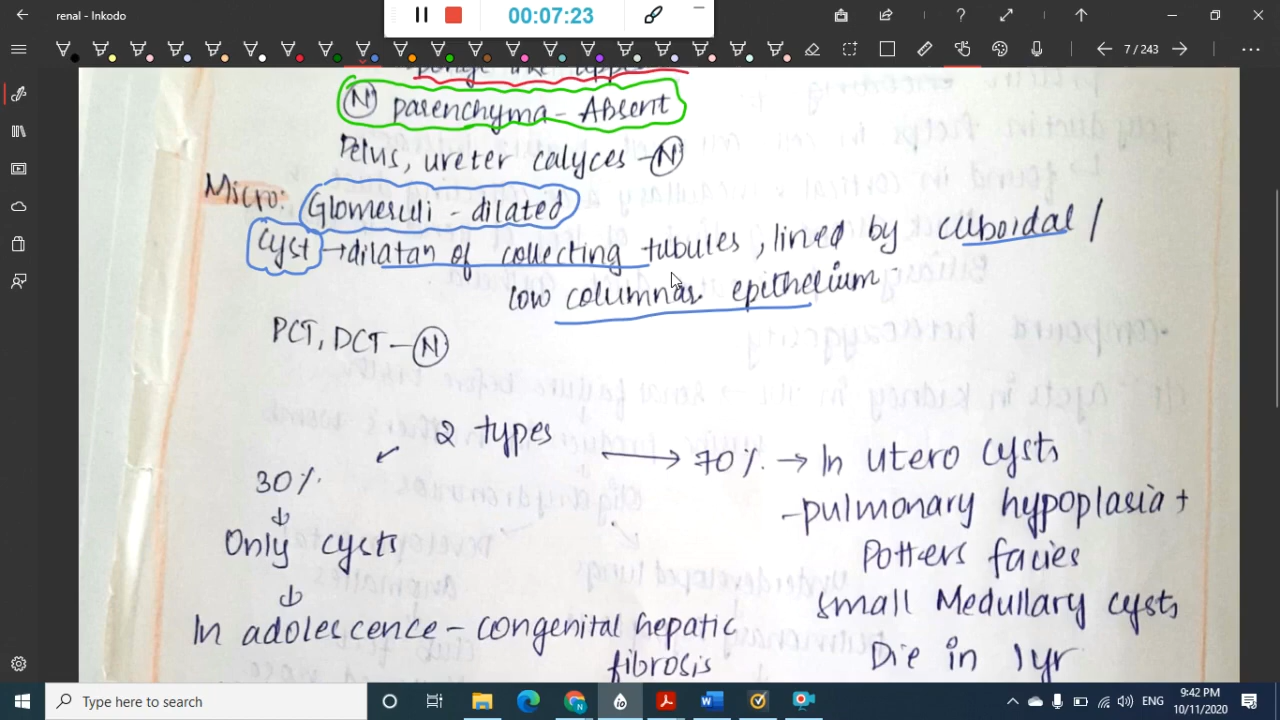 renal - Inkodo
00:07:23
7 / 243
(N) parenchyma - Absent
Pelvis, ureter calyces - (N)
Micro: Glomeruli - dilated
Cyst → dilatan of collecting tubules, lined by cuboidal /
low columnar epithelium
PCT, DCT - (N)
2 types
30%.
70%. → In utero cysts
- pulmonary hypoplasia +
Potters facies
small Medullary cysts
Die in 1yr
Only cysts
In adolescence - congenital hepatic
fibrosis
Type here to search
ENG
9:42 PM
10/11/2020